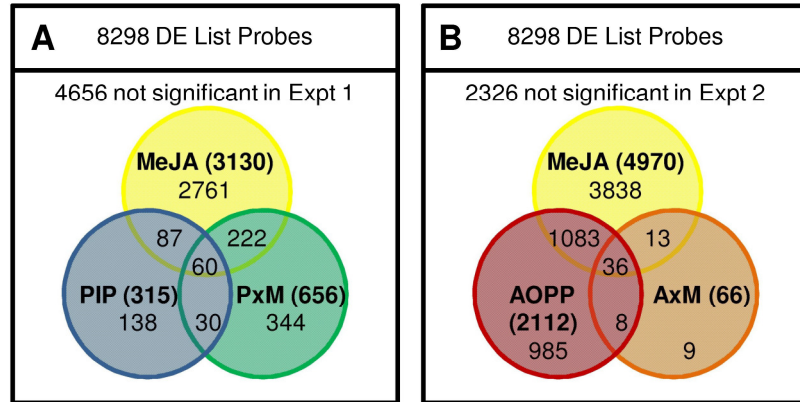 A
8298 DE List Probes
4656 not significant in Expt 1
MeJA (3130)
2761
87
222
60
PIP (315)
PxM (656)
138
30
344
B
8298 DE List Probes
2326 not significant in Expt 2
MeJA (4970)
3838
1083
13
36
AOPP
(2112)
AxM (66)
985
8
9